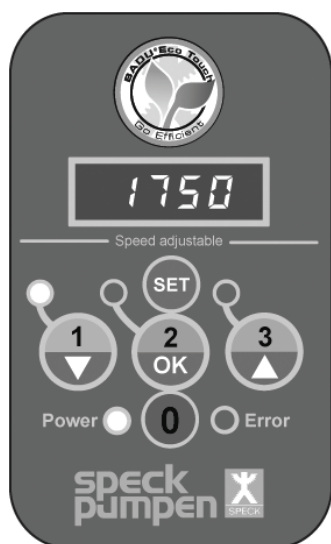 BADU®Eco Touch
Go Efficient
1750
Speed adjustable
SET
1 2 3
OK
Power 0 Error
speck
pumpen
SPECK